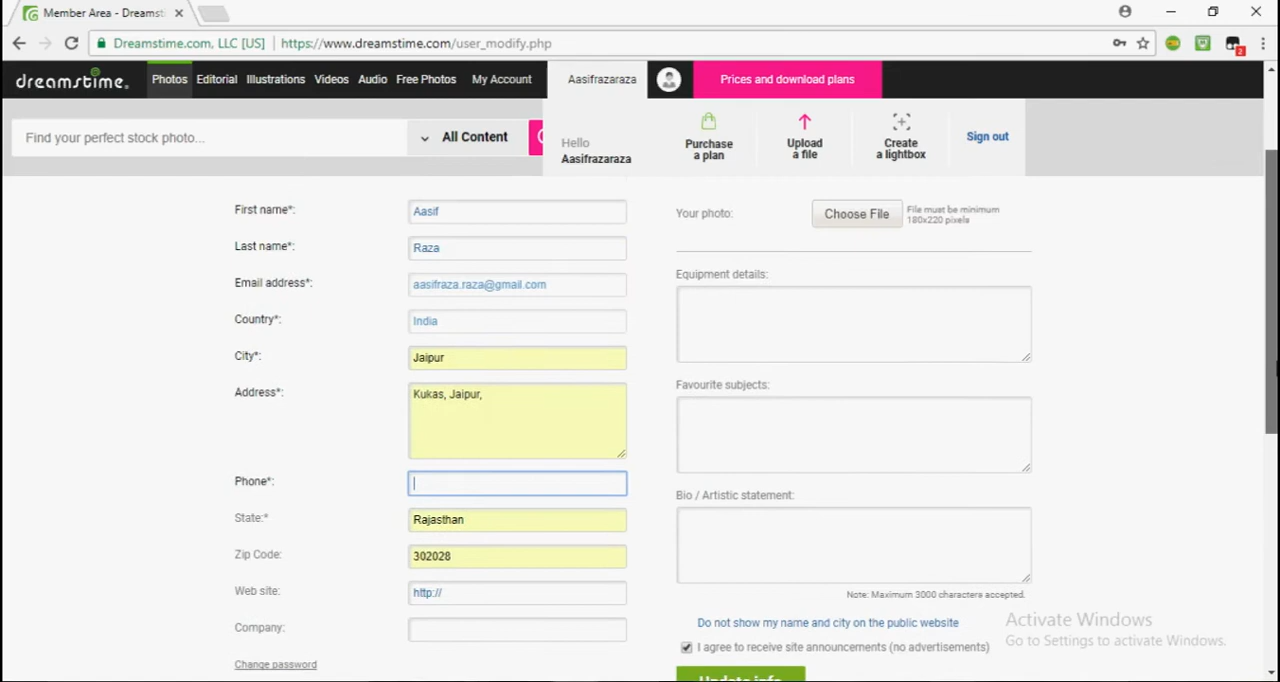 Member Area - Dreamsti
Dreamstime.com, LLC [US] https://www.dreamstime.com/user_modify.php
2
dreamstime. Photos Editorial Illustrations Videos Audio Free Photos My Account Aasifrazaraza Prices and download plans
Find your perfect stock photo... All Content
Hello
Aasifrazaraza
Purchase
a plan
Upload
a file
Create
a lightbox
Sign out
First name*: Aasif
Last name*: Raza
Email address*: aasifraza.raza@gmail.com
Country*: India
City*: Jaipur
Address*: Kukas, Jaipur,
Phone*:
State:* Rajasthan
Zip Code: 302028
Web site: http://
Company:
Change password
Your photo: Choose File File must be minimum
180x220 pixels
Equipment details:
Favourite subjects:
Bio / Artistic statement:
Note: Maximum 3000 characters accepted.
Do not show my name and city on the public website
I agree to receive site announcements (no advertisements)
Update info
Activate Windows
Go to Settings to activate Windows.